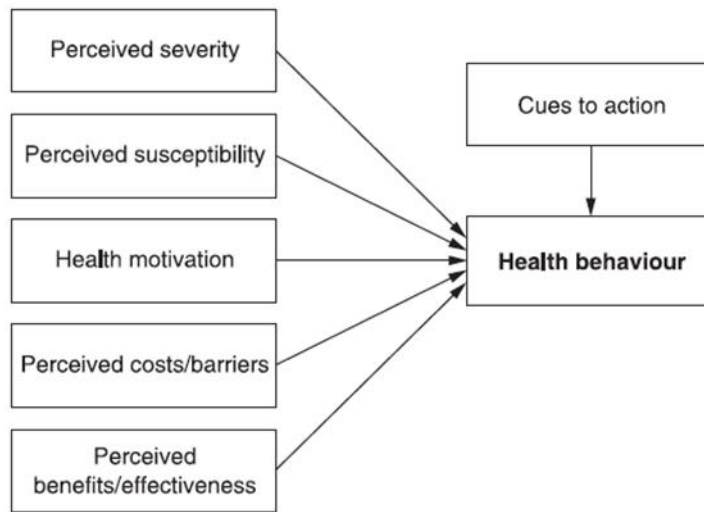 Perceived severity
Cues to action
Perceived susceptibility
Health motivation
Health behaviour
Perceived costs/barriers
Perceived
benefits/effectiveness